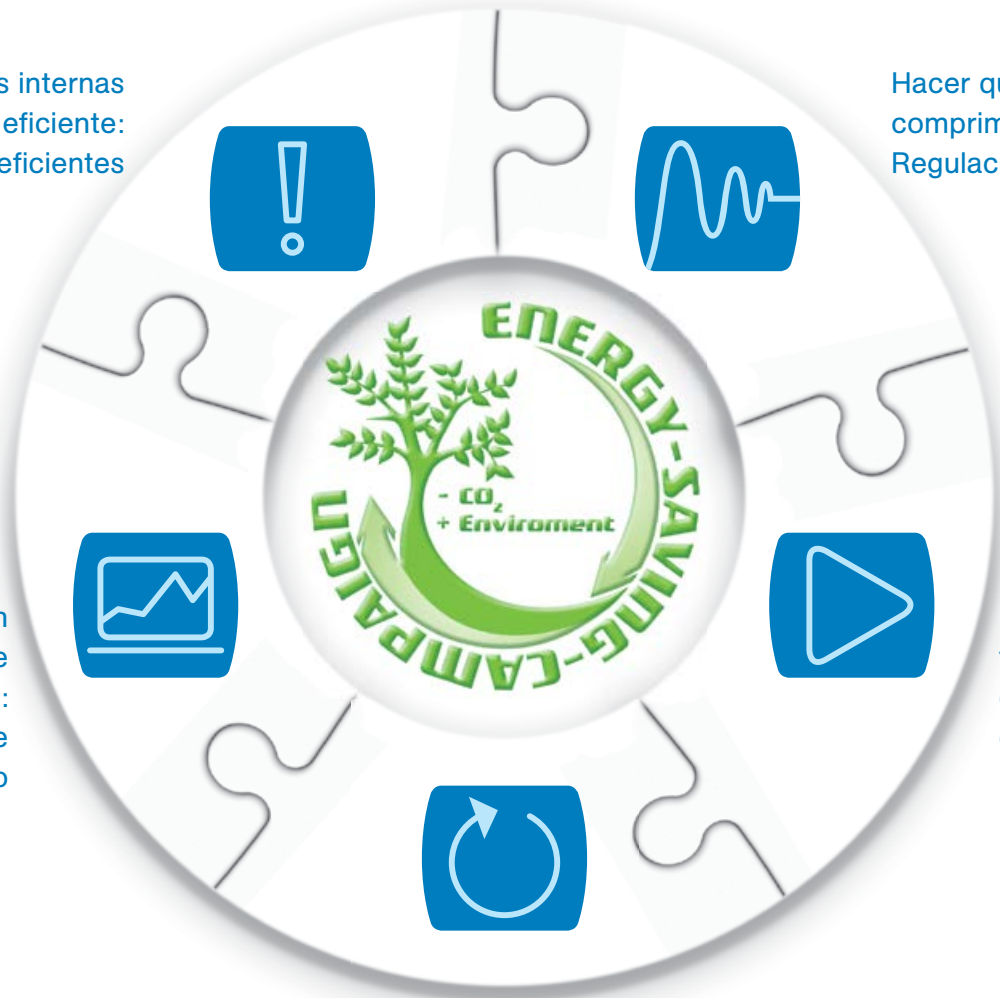 s internas
eficiente:
eficientes
Hacer qu
comprim
Regulac
ENERGY-SAVING-CAMPAIGN
- CO₂
+ Enviroment
n
e
:
e
o